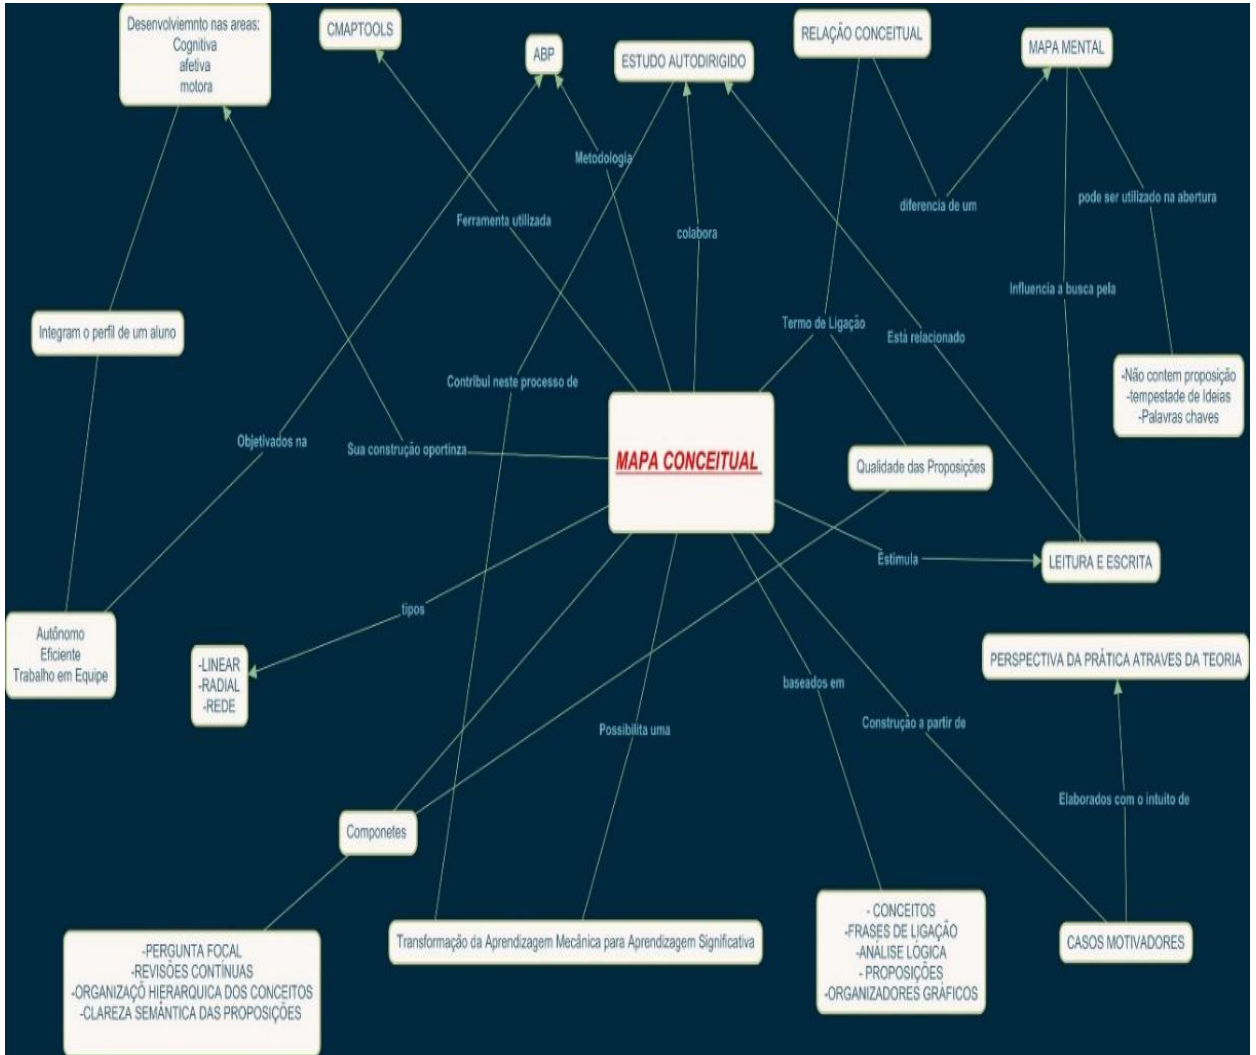 Desenvolviemnto nas areas:
Cognitiva
afetiva
motora
CMAPTOOLS
ABP
ESTUDO AUTODIRIGIDO
RELAÇÃO CONCEITUAL
MAPA MENTAL
Metodologia
Ferramenta utilizada
colabora
diferencia de um
pode ser utilizado na abertura
Influencia a busca pela
Integram o perfil de um aluno
Termo de Ligação
Está relacionado
Contribui neste processo de
-Não contem proposição
-tempestade de Ideias
-Palavras chaves
Objetivados na
Sua construção oportinza
MAPA CONCEITUAL
Qualidade das Proposições
Estimula
LEITURA E ESCRITA
tipos
Autônomo
Eficiente
Trabalho em Equipe
-LINEAR
-RADIAL
-REDE
PERSPECTIVA DA PRÁTICA ATRAVES DA TEORIA
baseados em
Possibilita uma
Construção a partir de
Elaborados com o intuito de
Componetes
-PERGUNTA FOCAL
-REVISÕES CONTÍNUAS
-ORGANIZAÇÕ HIERARQUICA DOS CONCEITOS
-CLAREZA SEMÂNTICA DAS PROPOSIÇÕES
Transformação da Aprendizagem Mecânica para Aprendizagem Significativa
- CONCEITOS
-FRASES DE LIGAÇÃO
-ANÁLISE LÓGICA
- PROPOSIÇÕES
-ORGANIZADORES GRÁFICOS
CASOS MOTIVADORES